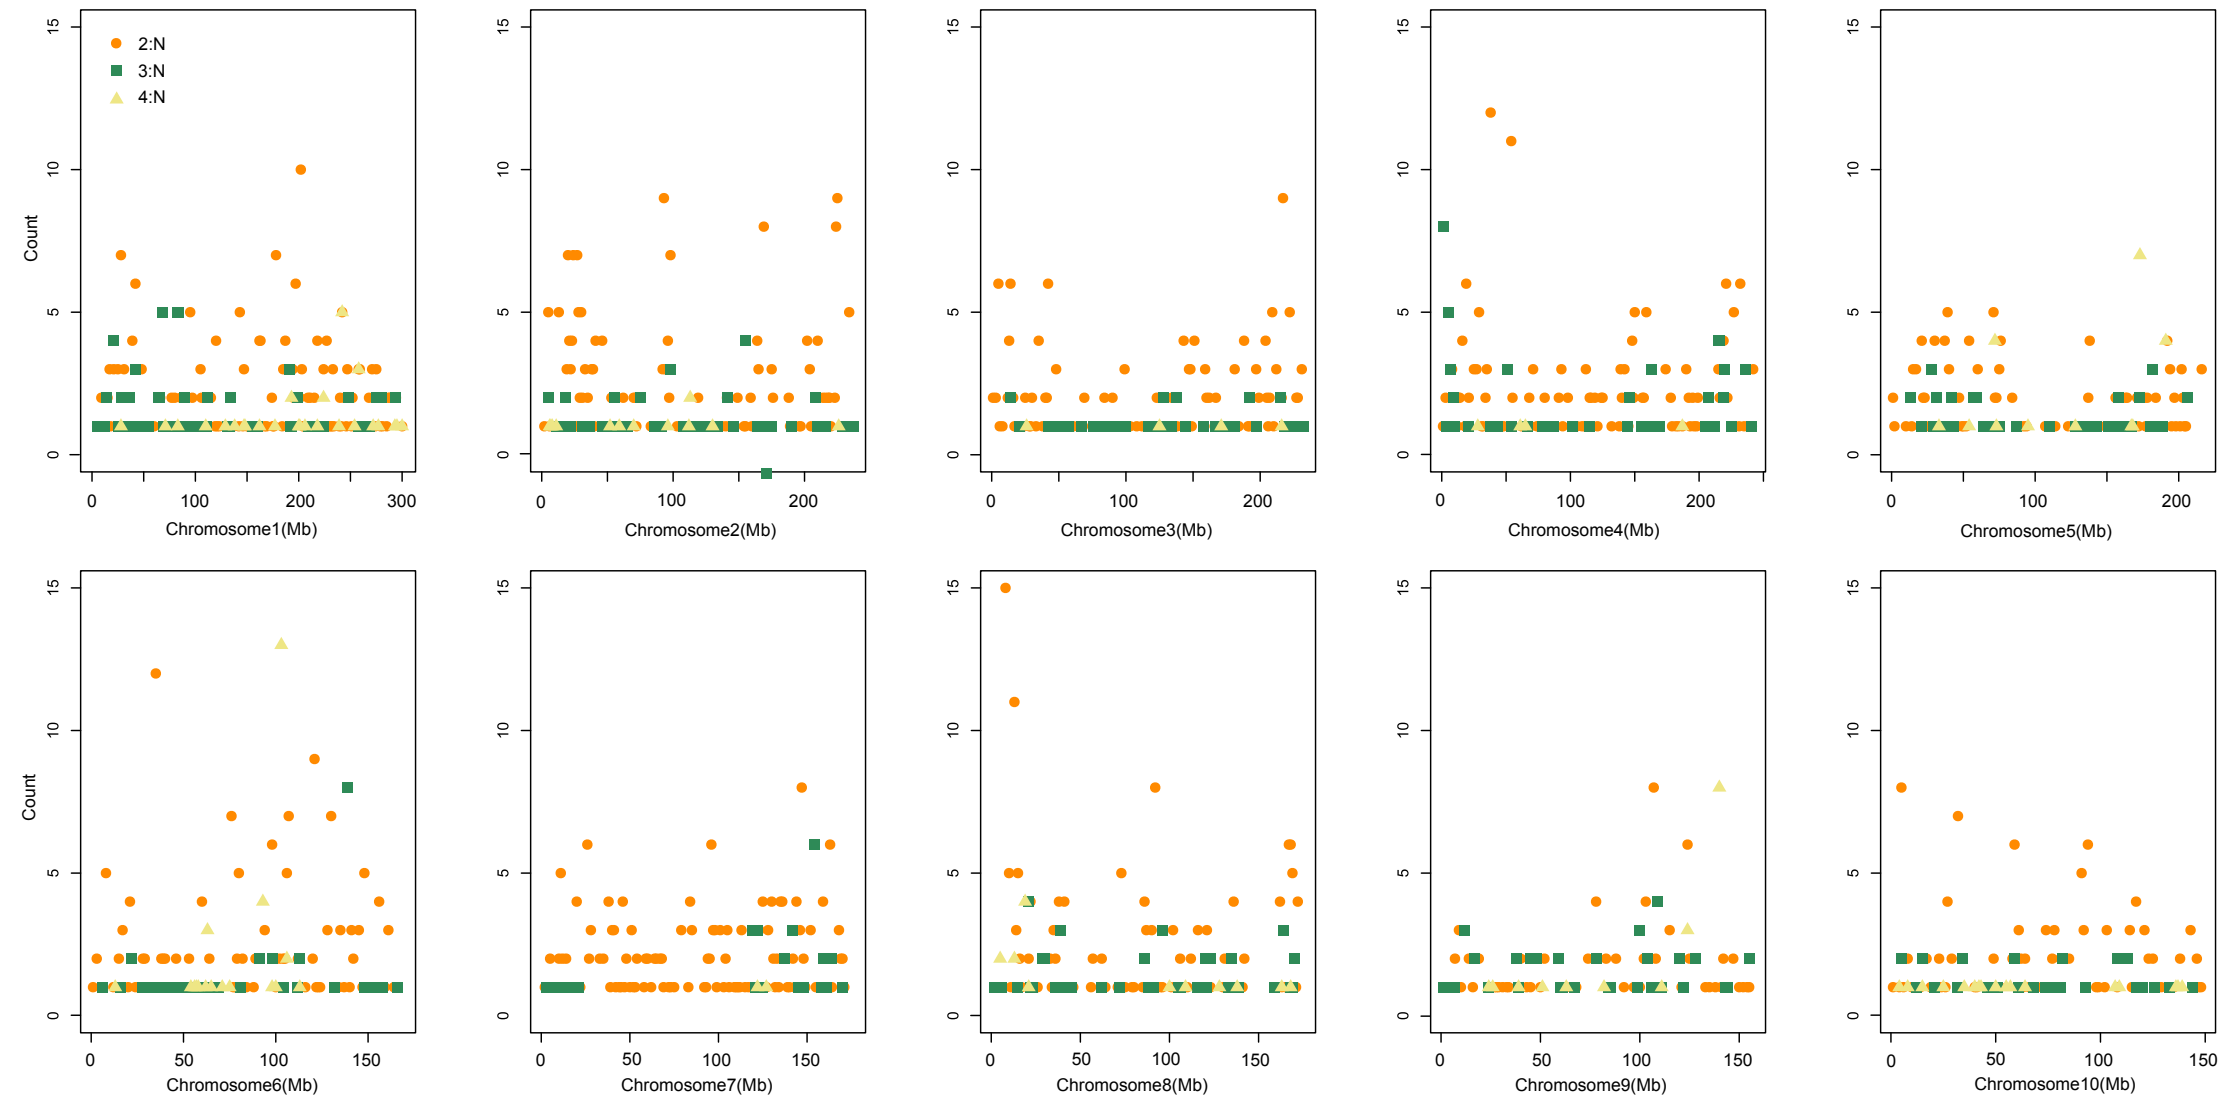 2:N
3:N
4:N
Count
15
10
5
0
0 100 200 300
Chromosome1(Mb)
15
10
5
0
0 100 200
Chromosome2(Mb)
15
10
5
0
0 100 200
Chromosome3(Mb)
15
10
5
0
0 100 200
Chromosome4(Mb)
15
10
5
0
0 100 200
Chromosome5(Mb)
Count
15
10
5
0
0 50 100 150
Chromosome6(Mb)
15
10
5
0
0 50 100 150
Chromosome7(Mb)
15
10
5
0
0 50 100 150
Chromosome8(Mb)
15
10
5
0
0 50 100 150
Chromosome9(Mb)
15
10
5
0
0 50 100 150
Chromosome10(Mb)